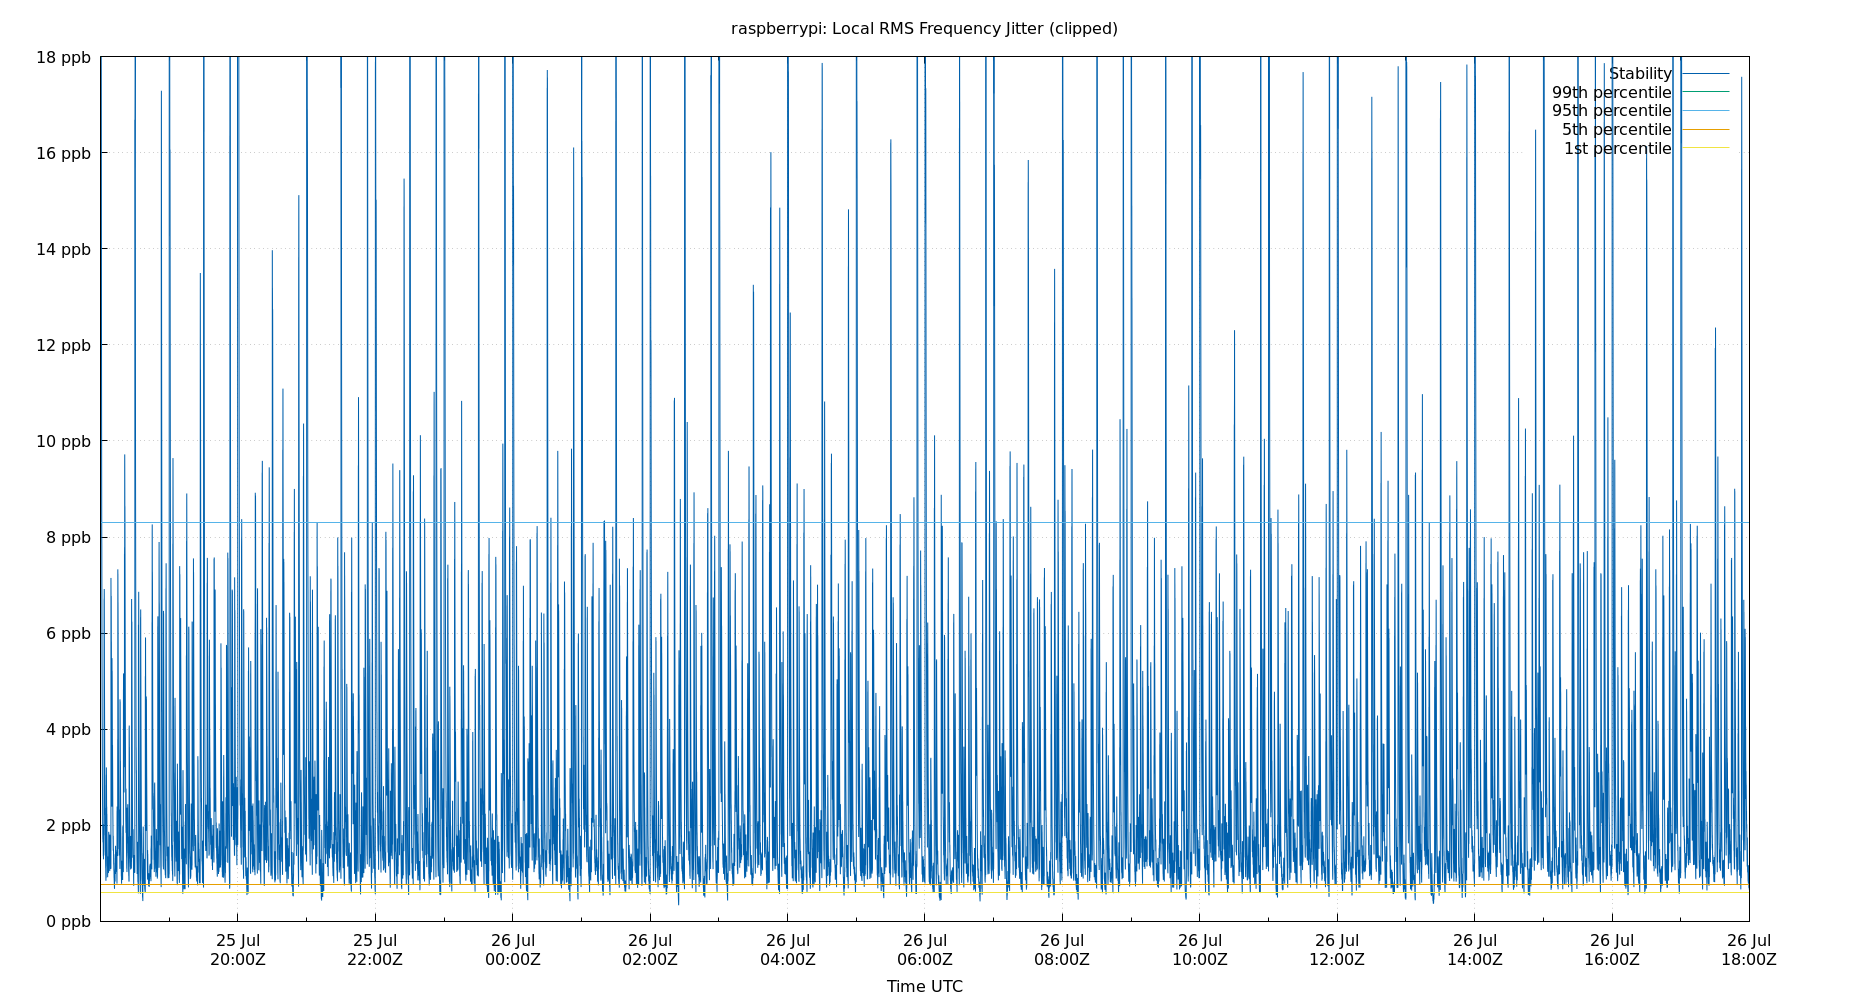 raspberrypi: Local RMS Frequency Jitter (clipped)
18 ppb
16 ppb
14 ppb
12 ppb
10 ppb
8 ppb
6 ppb
4 ppb
2 ppb
0 ppb
Stability
99th percentile
95th percentile
5th percentile
1st percentile
25 Jul 25 Jul 26 Jul 26 Jul 26 Jul 26 Jul 26 Jul 26 Jul 26 Jul 26 Jul 26 Jul 26 Jul
20:00Z 22:00Z 00:00Z 02:00Z 04:00Z 06:00Z 08:00Z 10:00Z 12:00Z 14:00Z 16:00Z 18:00Z
Time UTC